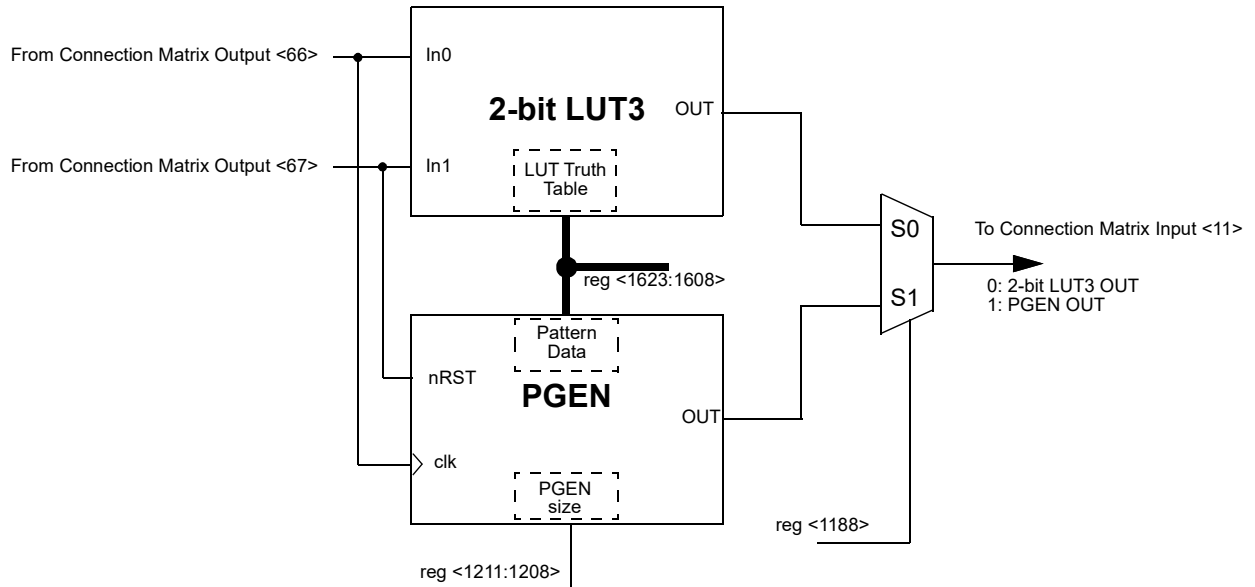 From Connection Matrix Output <66>
In0
2-bit LUT3
OUT
From Connection Matrix Output <67>
In1
LUT Truth
Table
S0
To Connection Matrix Input <11>
reg <1623:1608>
0: 2-bit LUT3 OUT
1: PGEN OUT
S1
Pattern
Data
nRST
PGEN
OUT
clk
PGEN
size
reg <1188>
reg <1211:1208>